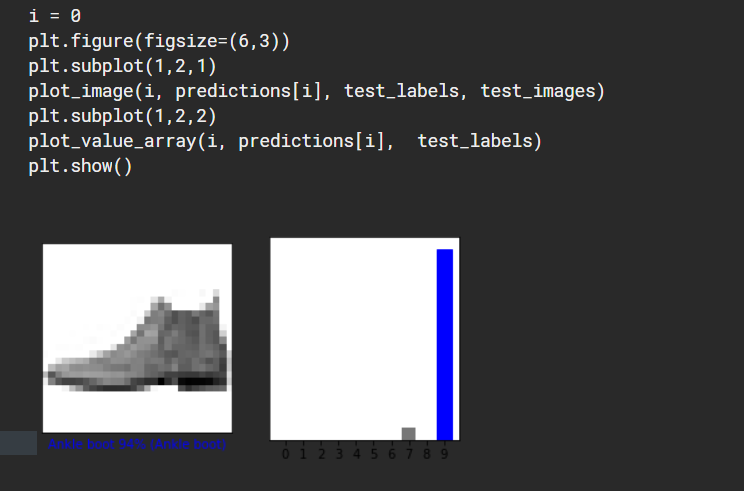 i = 0
plt.figure(figsize=(6,3))
plt.subplot(1,2,1)
plot_image(i, predictions[i], test_labels, test_images)
plt.subplot(1,2,2)
plot_value_array(i, predictions[i],  test_labels)
plt.show()
Ankle boot 94% (Ankle boot)
0 1 2 3 4 5 6 7 8 9